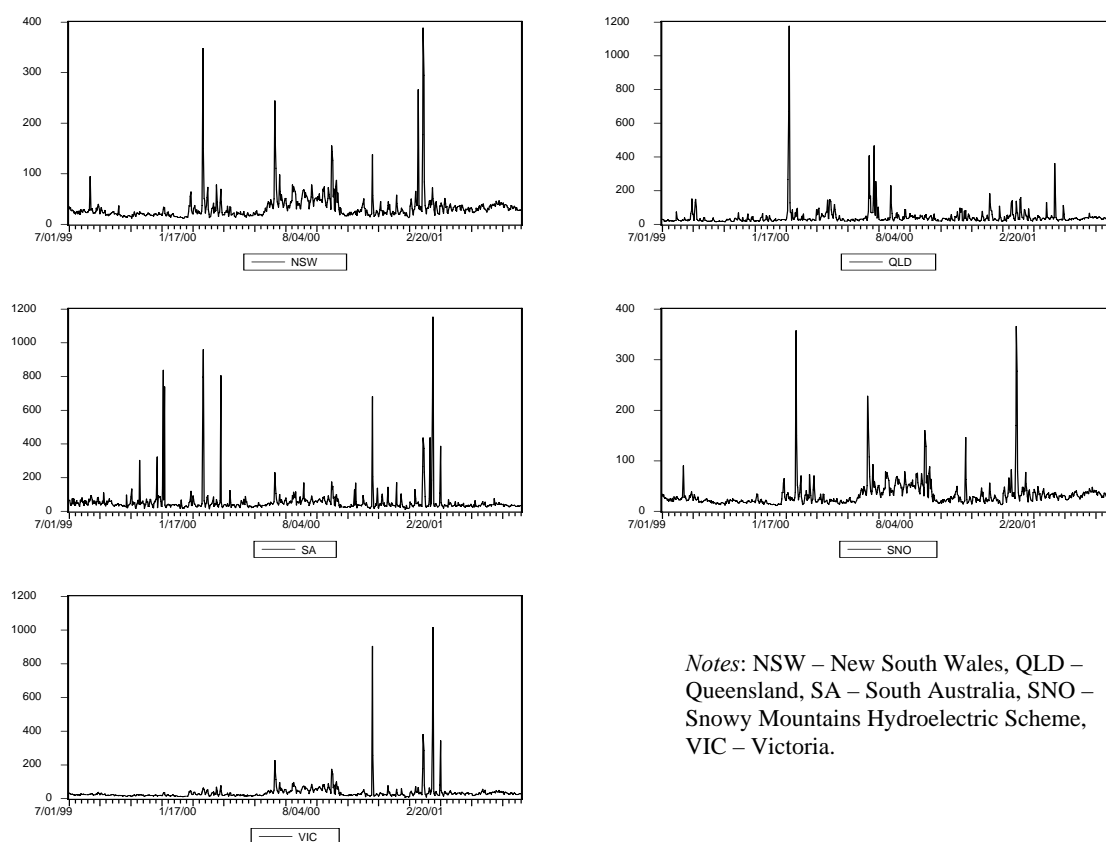 400
300
200
100
0
7/01/99 1/17/00 8/04/00 2/20/01
NSW
1200
1000
800
600
400
200
0
7/01/99 1/17/00 8/04/00 2/20/01
QLD
1200
1000
800
600
400
200
0
7/01/99 1/17/00 8/04/00 2/20/01
SA
400
300
200
100
0
7/01/99 1/17/00 8/04/00 2/20/01
SNO
1200
1000
800
600
400
200
0
7/01/99 1/17/00 8/04/00 2/20/01
VIC
Notes: NSW – New South Wales, QLD –
Queensland, SA – South Australia, SNO –
Snowy Mountains Hydroelectric Scheme,
VIC – Victoria.